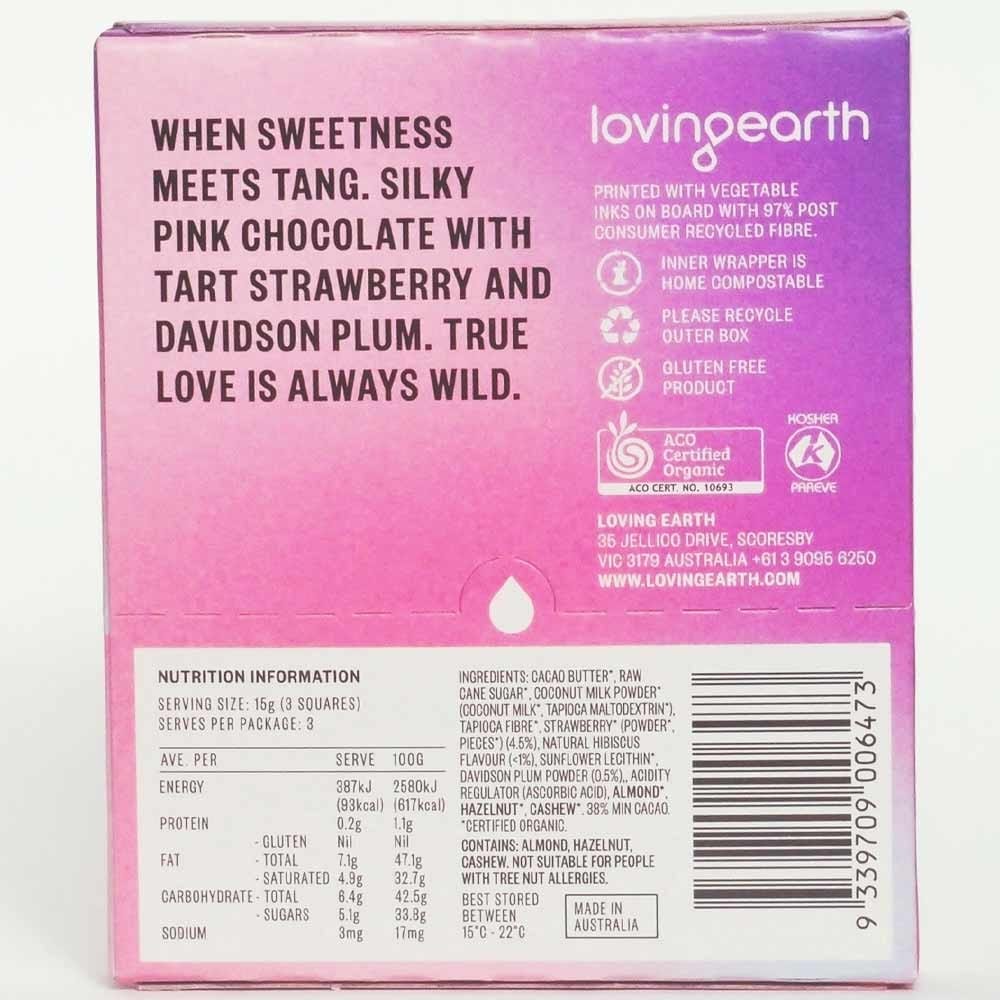 WHEN SWEETNESS
MEETS TANG. SILKY
PINK CHOCOLATE WITH
TART STRAWBERRY AND
DAVIDSON PLUM. TRUE
LOVE IS ALWAYS WILD.
lovingearth
PRINTED WITH VEGETABLE
INKS ON BOARD WITH 97% POST
CONSUMER RECYCLED FIBRE.
INNER WRAPPER IS
HOME COMPOSTABLE
PLEASE RECYCLE
OUTER BOX
GLUTEN FREE
PRODUCT
ACO
Certified
Organic
ACO CERT. NO. 10693
KOSHER
K
PAREVE
LOVING EARTH
35 JELLICO DRIVE, SCORESBY
VIC 3179 AUSTRALIA +61 3 9095 6250
WWW.LOVINGEARTH.COM
NUTRITION INFORMATION
SERVING SIZE: 15g (3 SQUARES)
SERVES PER PACKAGE: 3
AVE. PER SERVE 100G
ENERGY 387kJ 2580kJ
(93kcal) (617kcal)
PROTEIN 0.2g 1.1g
- GLUTEN Nil Nil
FAT - TOTAL 7.1g 47.1g
- SATURATED 4.9g 32.7g
CARBOHYDRATE - TOTAL 6.4g 42.5g
- SUGARS 5.1g 33.8g
SODIUM 3mg 17mg
INGREDIENTS: CACAO BUTTER*, RAW
CANE SUGAR*, COCONUT MILK POWDER*
(COCONUT MILK*, TAPIOCA MALTODEXTRIN*),
TAPIOCA FIBRE*, STRAWBERRY* (POWDER*,
PIECES*) (4.5%), NATURAL HIBISCUS
FLAVOUR (<1%), SUNFLOWER LECITHIN*,
DAVIDSON PLUM POWDER (0.5%),, ACIDITY
REGULATOR (ASCORBIC ACID), ALMOND*,
HAZELNUT*, CASHEW*. 38% MIN CACAO.
*CERTIFIED ORGANIC.
CONTAINS: ALMOND, HAZELNUT,
CASHEW. NOT SUITABLE FOR PEOPLE
WITH TREE NUT ALLERGIES.
BEST STORED
BETWEEN
15°C - 22°C
MADE IN
AUSTRALIA
9 339709 006473